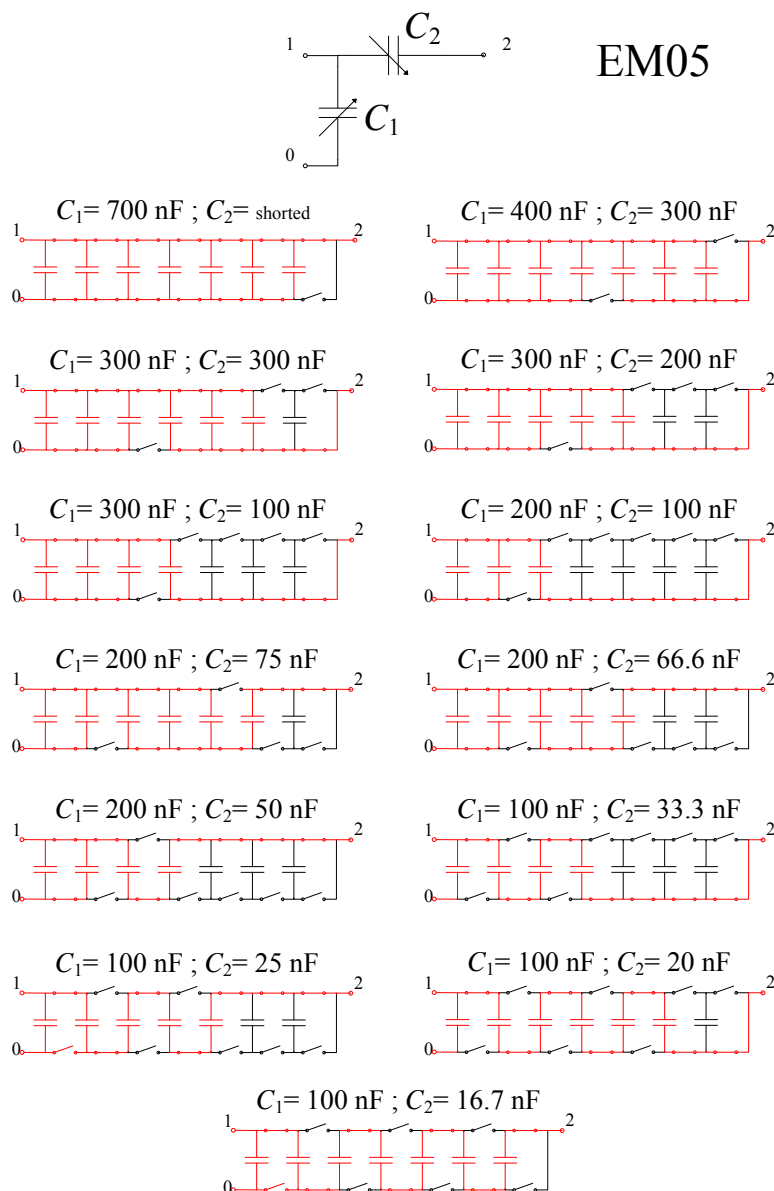 C2
1 2
EM05
C1
0
C1= 700 nF ; C2= shorted
1 2
0
C1= 400 nF ; C2= 300 nF
1 2
0
C1= 300 nF ; C2= 300 nF
1 2
0
C1= 300 nF ; C2= 200 nF
1 2
0
C1= 300 nF ; C2= 100 nF
1 2
0
C1= 200 nF ; C2= 100 nF
1 2
0
C1= 200 nF ; C2= 75 nF
1 2
0
C1= 200 nF ; C2= 66.6 nF
1 2
0
C1= 200 nF ; C2= 50 nF
1 2
0
C1= 100 nF ; C2= 33.3 nF
1 2
0
C1= 100 nF ; C2= 25 nF
1 2
0
C1= 100 nF ; C2= 20 nF
1 2
0
C1= 100 nF ; C2= 16.7 nF
1 2
0